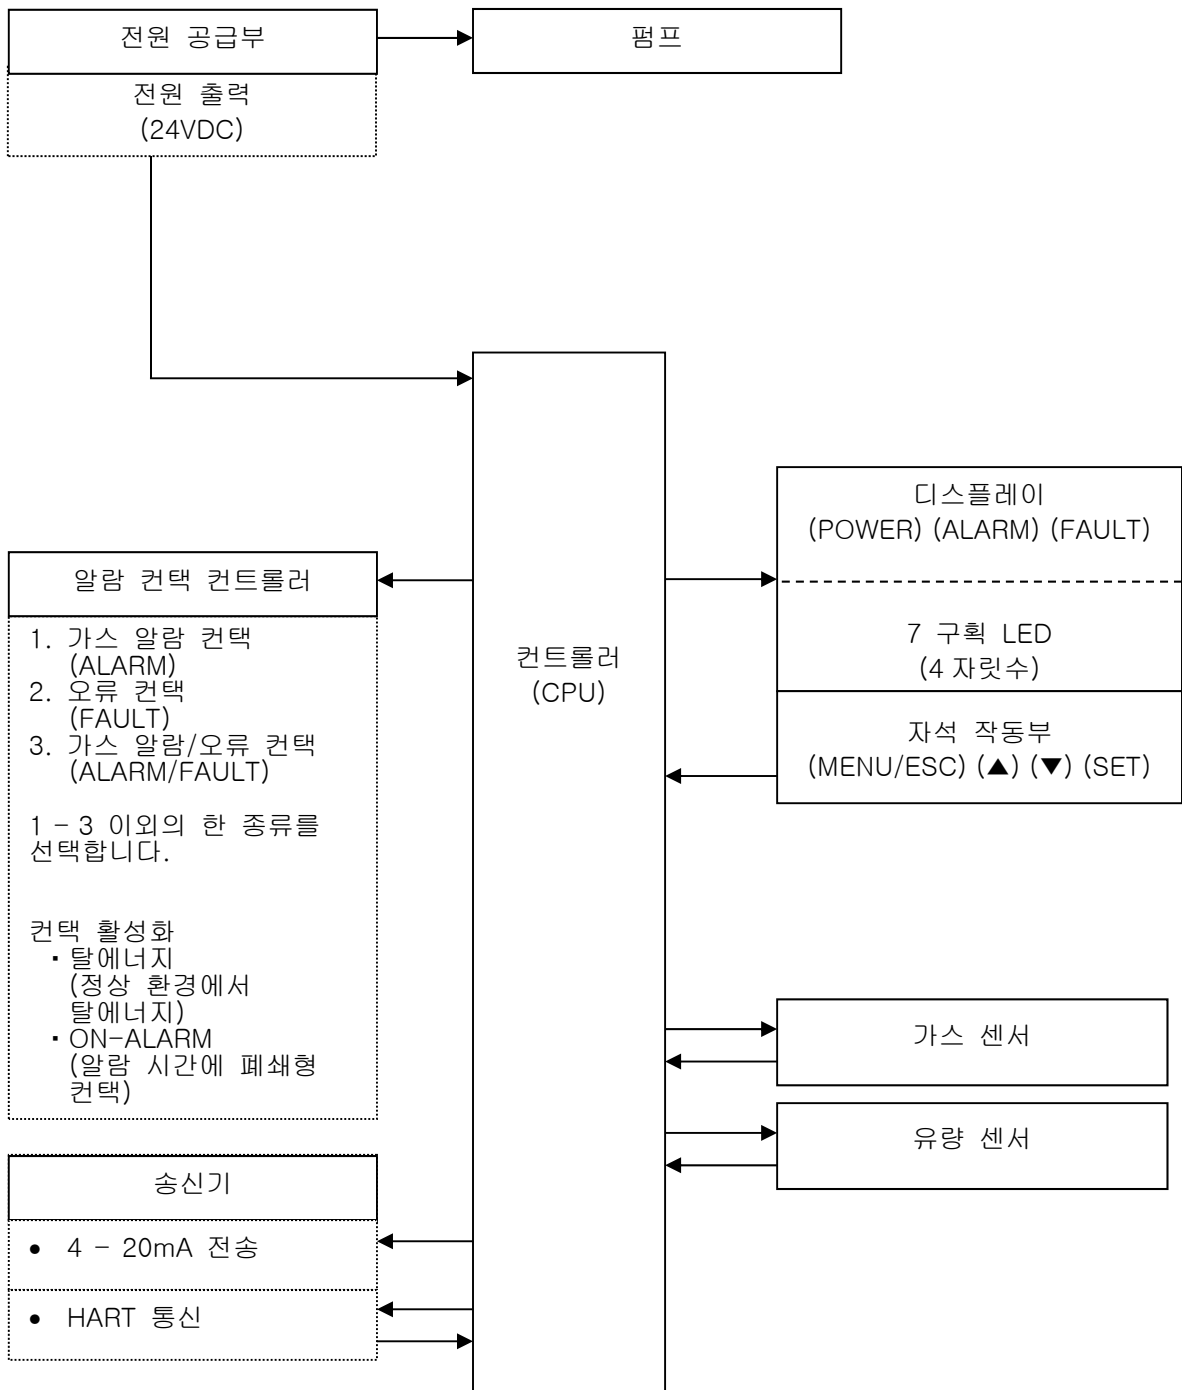 전원 공급부
펌프
전원 출력
(24VDC)
디스플레이
(POWER) (ALARM) (FAULT)
알람 컨택 컨트롤러
1. 가스 알람 컨택
(ALARM)
2. 오류 컨택
(FAULT)
3. 가스 알람/오류 컨택
(ALARM/FAULT)
1 – 3 이외의 한 종류를
선택합니다.
컨택 활성화
・탈에너지
(정상 환경에서
탈에너지)
・ON-ALARM
(알람 시간에 폐쇄형
컨택)
컨트롤러
(CPU)
7 구획 LED
(4 자릿수)
자석 작동부
(MENU/ESC) (▲) (▼) (SET)
가스 센서
유량 센서
송신기
• 4 – 20mA 전송
• HART 통신